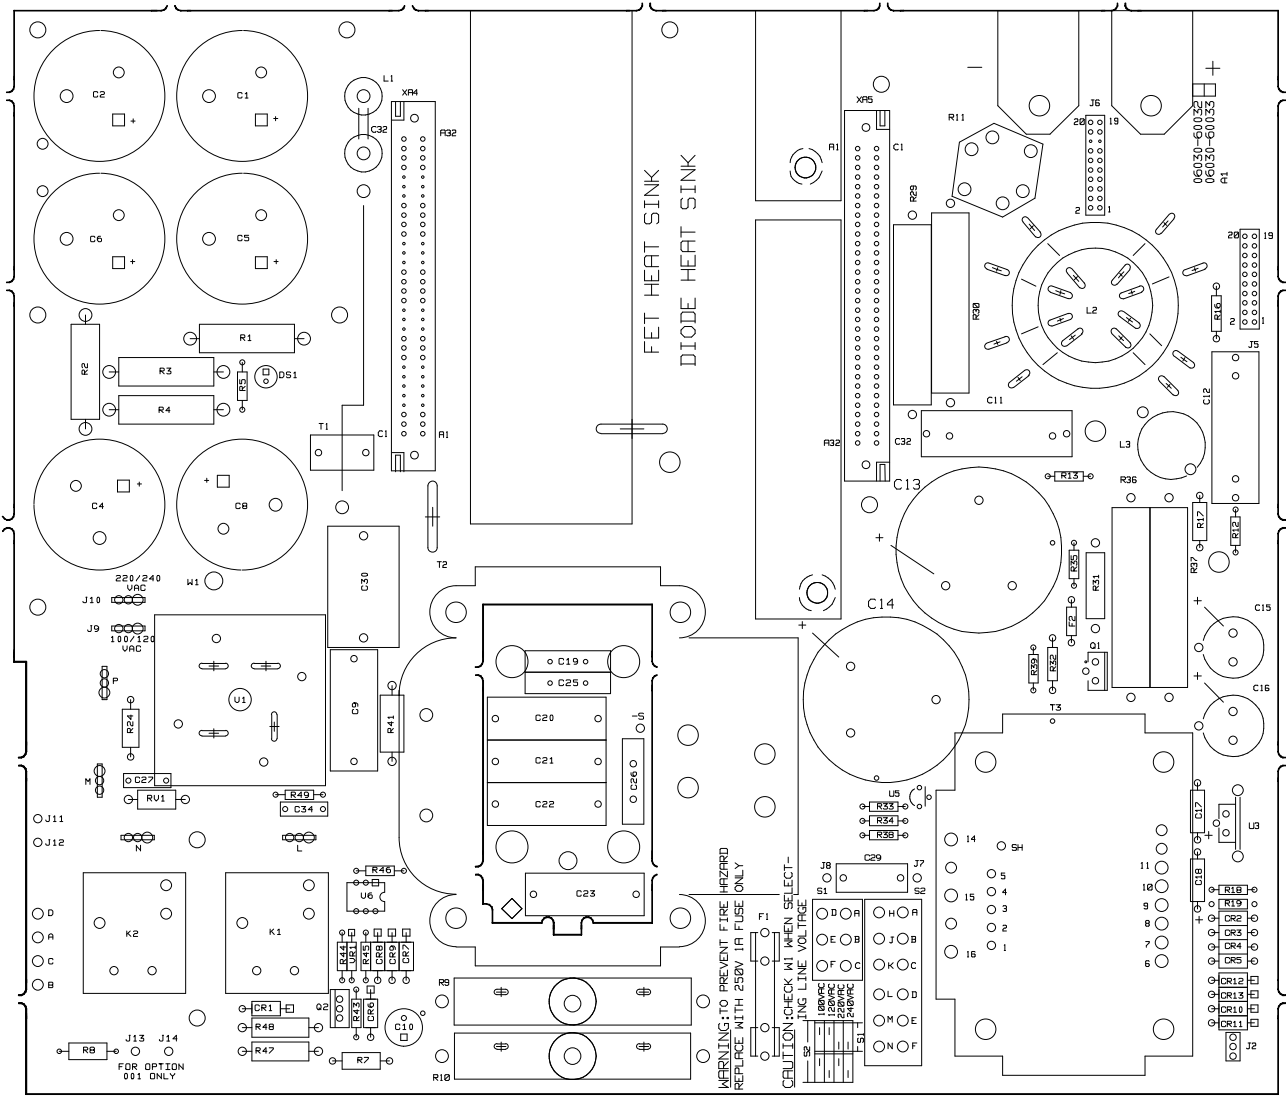 C2
+
C1
+
C6
+
C5
+
R2
R1
R3
R4
R5
DS1
C4
+
C8
+
W1
220/240
VAC
J10
J9
100/120
VAC
P
R24
U1
M
C27
RV1
R49
C34
N
L
J11
J12
D
A
C
B
K2
K1
R46
U6
R44
VR1
R45
CR8
CR9
CR7
CR1
Q2
R43
CR6
C10
R48
R47
R7
R8
J13
J14
FOR OPTION
001 ONLY
L1
XA4
C32
A32
C1
A1
T1
C30
C9
R41
T2
FET HEAT SINK
DIODE HEAT SINK
C19
C25
C20
C21
C22
C26
-S
C23
R9
R10
WARNING:TO PREVENT FIRE HAZARD
REPLACE WITH 250V 1A FUSE ONLY
F1
CAUTION:CHECK W1 WHEN SELECT-
ING LINE VOLTAGE
XA5
A1
C1
A32
C32
R29
R30
R11
-
+
J6
20
19
2
1
06030-60032
06030-60033
A1
20
19
2
1
J5
L2
R16
C11
C12
L3
R13
R36
R17
R12
R37
C13
+
C14
+
R35
R31
F2
Q1
R39
R32
+
C15
+
C16
T3
U5
R33
R34
R38
C29
J8
J7
S1
S2
D
A
E
B
F
C
H
A
J
B
K
C
L
D
M
E
N
F
100VAC
120VAC
220VAC
240VAC
S2
S1
14
SH
15
16
5
4
3
2
1
11
10
9
8
7
6
C17
+
C18
+
U3
R18
R19
CR2
CR3
CR4
CR5
CR12
CR13
CR10
CR11
J2